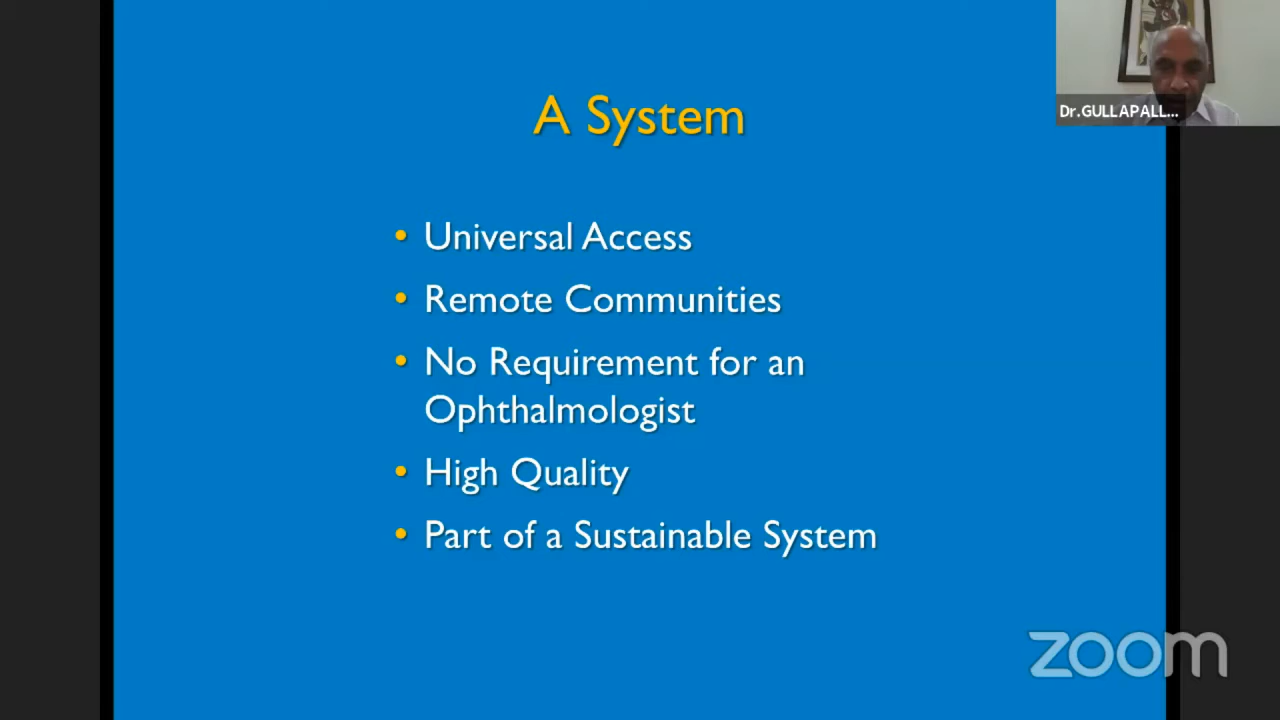 A System
• Universal Access
• Remote Communities
• No Requirement for an
Ophthalmologist
• High Quality
• Part of a Sustainable System
Dr.GULLAPALL...
zoom